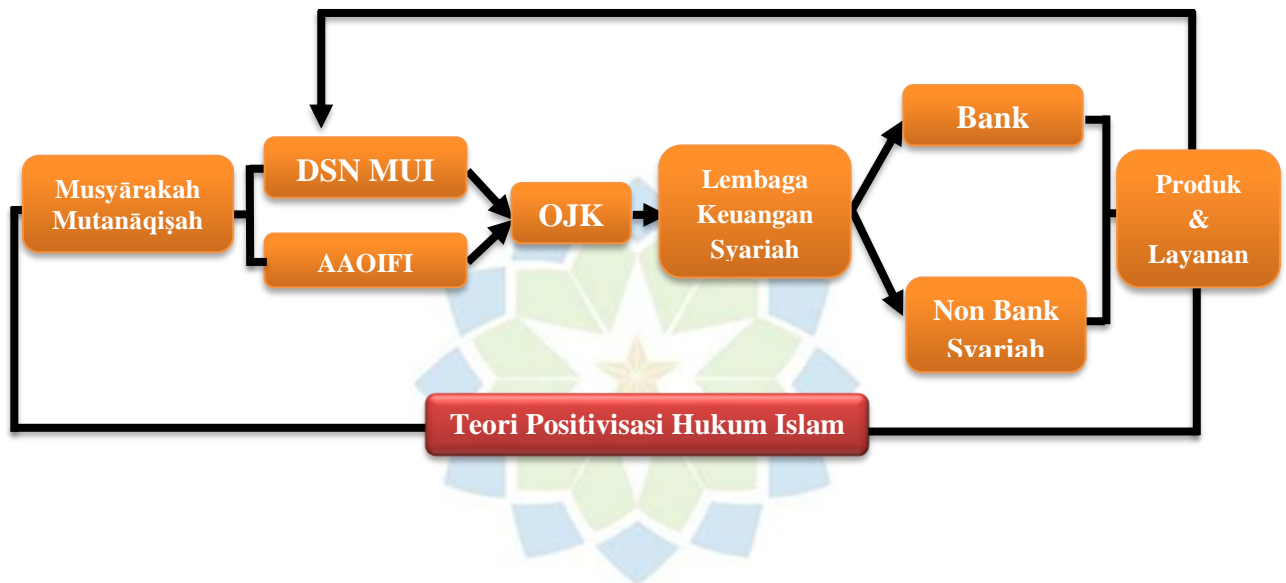 Musyārakah
Mutanāqiṣah
DSN MUI
AAOIFI
OJK
Lembaga
Keuangan
Syariah
Bank
Non Bank
Syariah
Produk
&
Layanan
Teori Positivisasi Hukum Islam